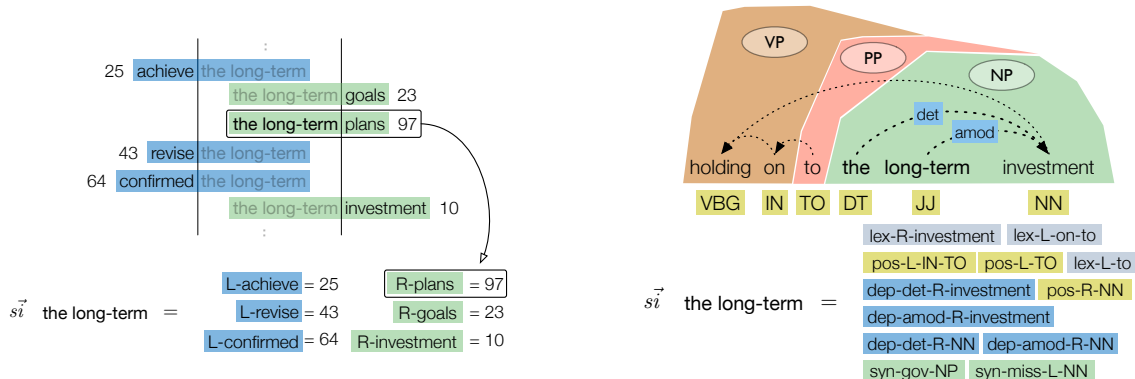 :
25 achieve the long-term
the long-term goals 23
the long-term plans 97
43 revise the long-term
64 confirmed the long-term
the long-term investment 10
:
L-achieve = 25 R-plans = 97
si the long-term = L-revise = 43 R-goals = 23
L-confirmed = 64 R-investment = 10
VP
PP
NP
det
amod
holding on to the long-term investment
VBG IN TO DT JJ NN
lex-R-investment lex-L-on-to
pos-L-IN-TO pos-L-TO lex-L-to
si the long-term = dep-det-R-investment pos-R-NN
dep-amod-R-investment
dep-det-R-NN dep-amod-R-NN
syn-gov-NP syn-miss-L-NN